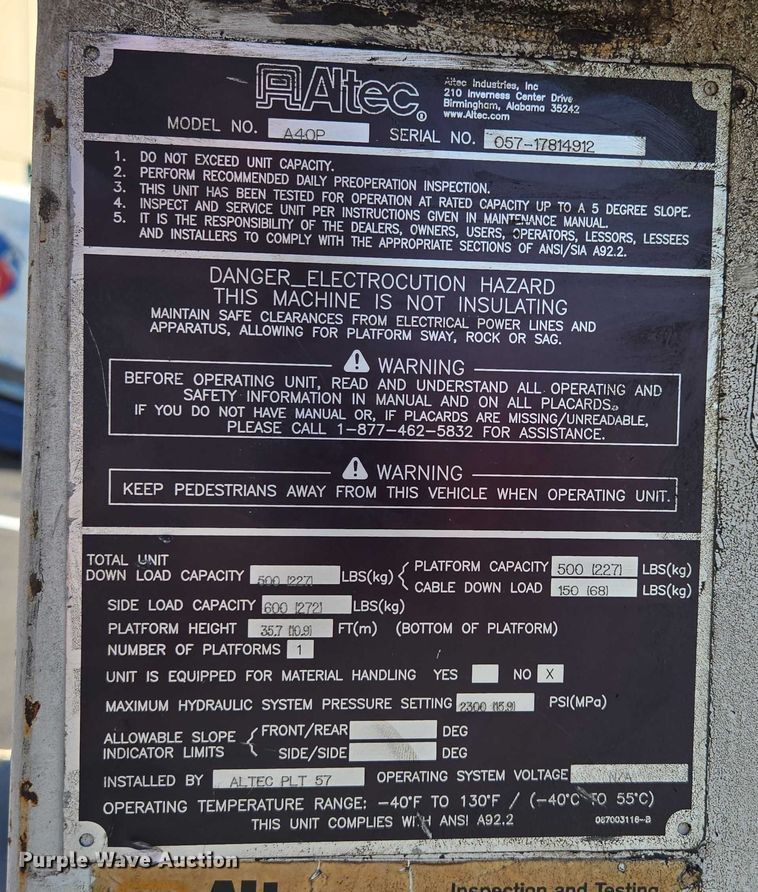 Altec®
Altec Industries, Inc
210 Inverness Center Drive
Birmingham, Alabama 35242
www.Altec.com
MODEL NO. A40P SERIAL NO. 057-17814912
1. DO NOT EXCEED UNIT CAPACITY.
2. PERFORM RECOMMENDED DAILY PREOPERATION INSPECTION.
3. THIS UNIT HAS BEEN TESTED FOR OPERATION AT RATED CAPACITY UP TO A 5 DEGREE SLOPE.
4. INSPECT AND SERVICE UNIT PER INSTRUCTIONS GIVEN IN MAINTENANCE MANUAL.
5. IT IS THE RESPONSIBILITY OF THE DEALERS, OWNERS, USERS, OPERATORS, LESSORS, LESSEES
AND INSTALLERS TO COMPLY WITH THE APPROPRIATE SECTIONS OF ANSI/SIA A92.2.
DANGER_ELECTROCUTION HAZARD
THIS MACHINE IS NOT INSULATING
MAINTAIN SAFE CLEARANCES FROM ELECTRICAL POWER LINES AND
APPARATUS, ALLOWING FOR PLATFORM SWAY, ROCK OR SAG.
WARNING
BEFORE OPERATING UNIT, READ AND UNDERSTAND ALL OPERATING AND
SAFETY INFORMATION IN MANUAL AND ON ALL PLACARDS.
IF YOU DO NOT HAVE MANUAL OR, IF PLACARDS ARE MISSING/UNREADABLE,
PLEASE CALL 1-877-462-5832 FOR ASSISTANCE.
WARNING
KEEP PEDESTRIANS AWAY FROM THIS VEHICLE WHEN OPERATING UNIT.
TOTAL UNIT
DOWN LOAD CAPACITY 500 (227) LBS(kg) { PLATFORM CAPACITY 500 (227) LBS(kg)
CABLE DOWN LOAD 150 (68) LBS(kg)
SIDE LOAD CAPACITY 600 (272) LBS(kg)
PLATFORM HEIGHT 35.7 (10.9) FT(m) (BOTTOM OF PLATFORM)
NUMBER OF PLATFORMS 1
UNIT IS EQUIPPED FOR MATERIAL HANDLING YES NO X
MAXIMUM HYDRAULIC SYSTEM PRESSURE SETTING 2300 (15.9) PSI(MPa)
ALLOWABLE SLOPE { FRONT/REAR DEG
INDICATOR LIMITS SIDE/SIDE DEG
INSTALLED BY ALTEC PLT 57 OPERATING SYSTEM VOLTAGE N/A
OPERATING TEMPERATURE RANGE: -40°F TO 130°F / (-40°C TO 55°C)
THIS UNIT COMPLIES WITH ANSI A92.2
087003116-B
Purple Wave Auction
Inspection and Testing